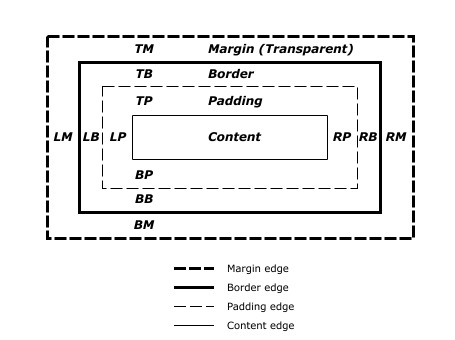 TM Margin (Transparent)
TB Border
TP Padding
LM LB LP Content RP RB RM
BP
BB
BM
Margin edge
Border edge
Padding edge
Content edge